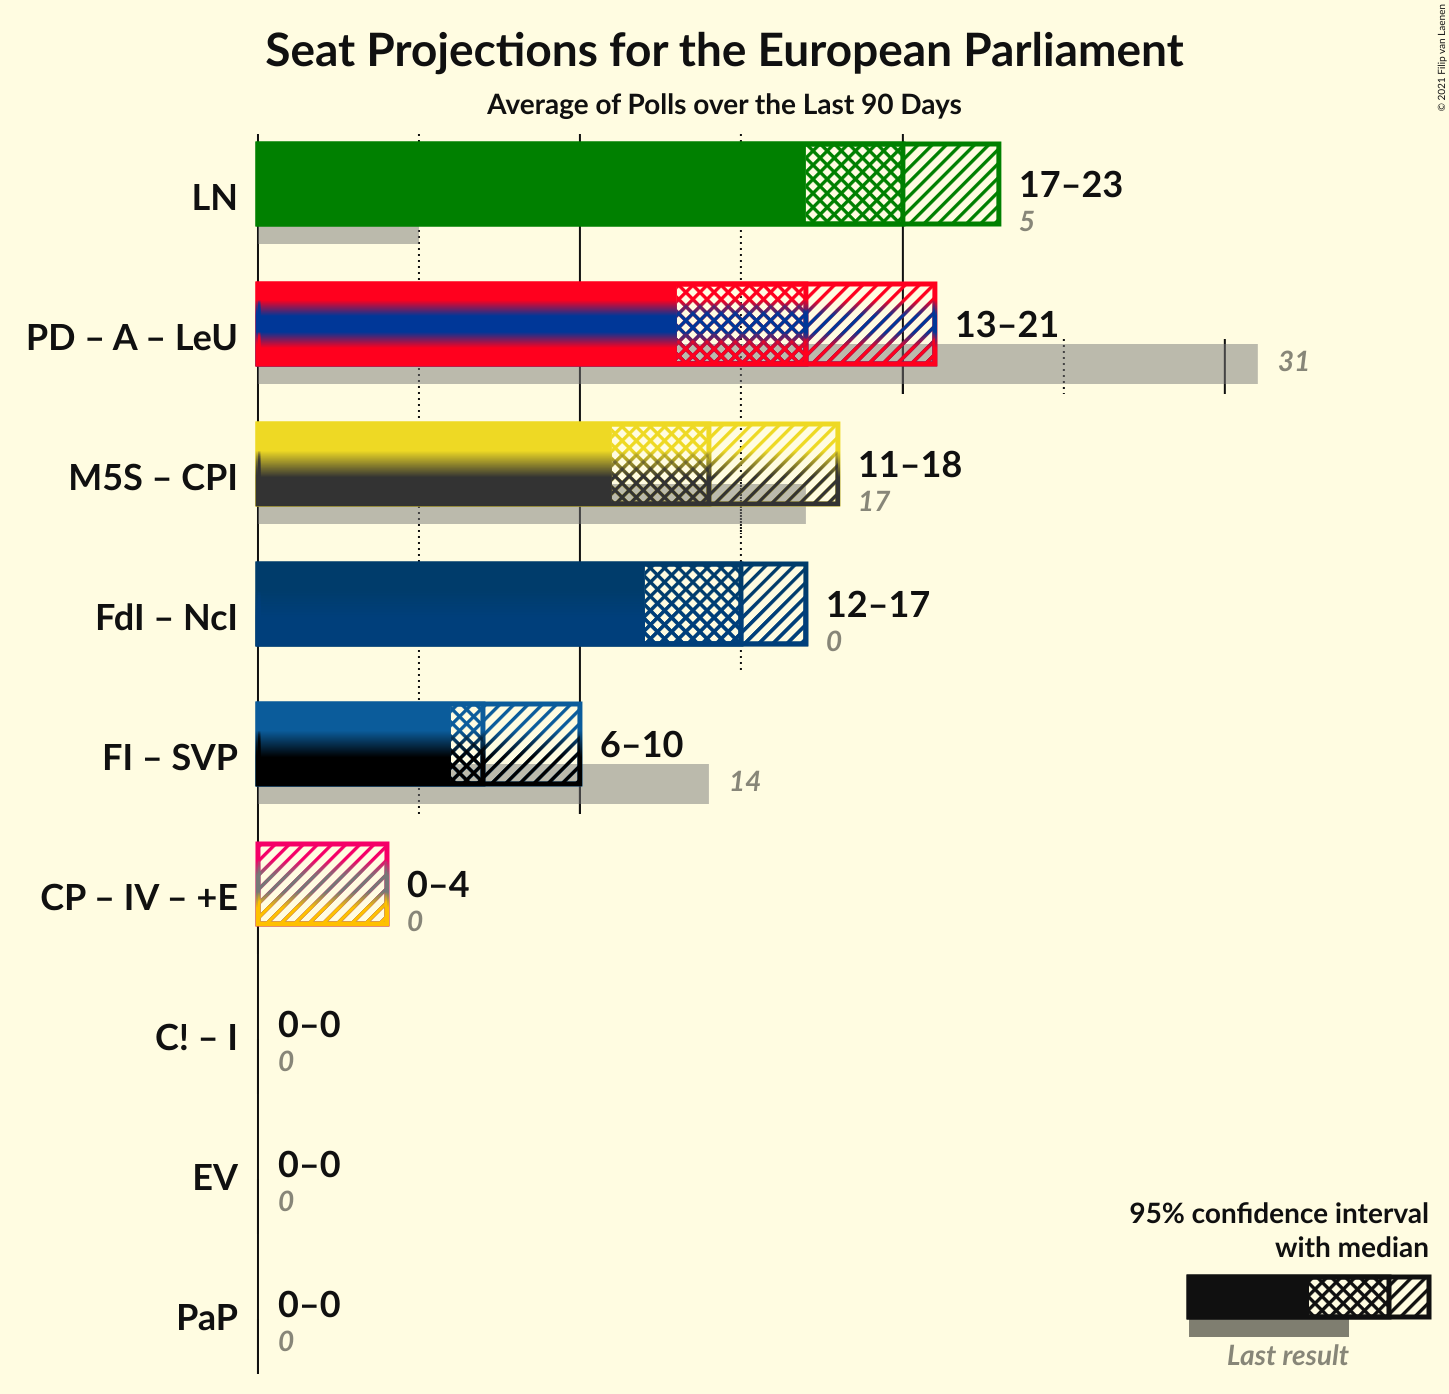 Seat Projections for the European Parliament
Average of Polls over the Last 90 Days
© 2021 Filip van Laenen
LN
17–23
5
PD – A – LeU
13–21
31
M5S – CPI
11–18
17
FdI – NcI
12–17
0
FI – SVP
6–10
14
CP – IV – +E
0–4
0
C! – I
0–0
0
EV
0–0
0
PaP
0–0
0
95% confidence interval
with median
Last result